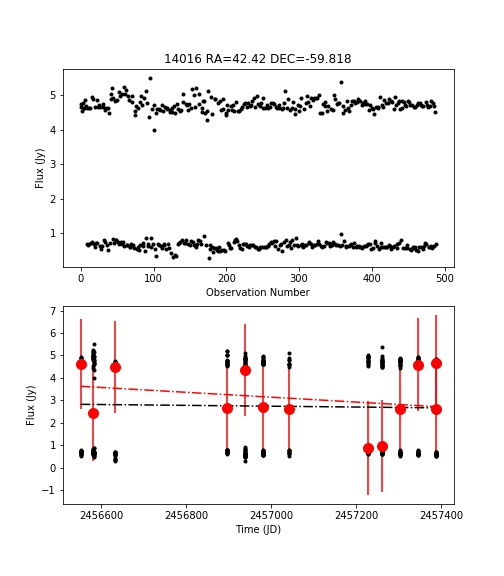 14016 RA=42.42 DEC=-59.818
5
4
3
2
1
Flux (Jy)
0 100 200 300 400 500
Observation Number
7
6
5
4
3
2
1
0
−1
Flux (Jy)
2456600 2456800 2457000 2457200 2457400
Time (JD)